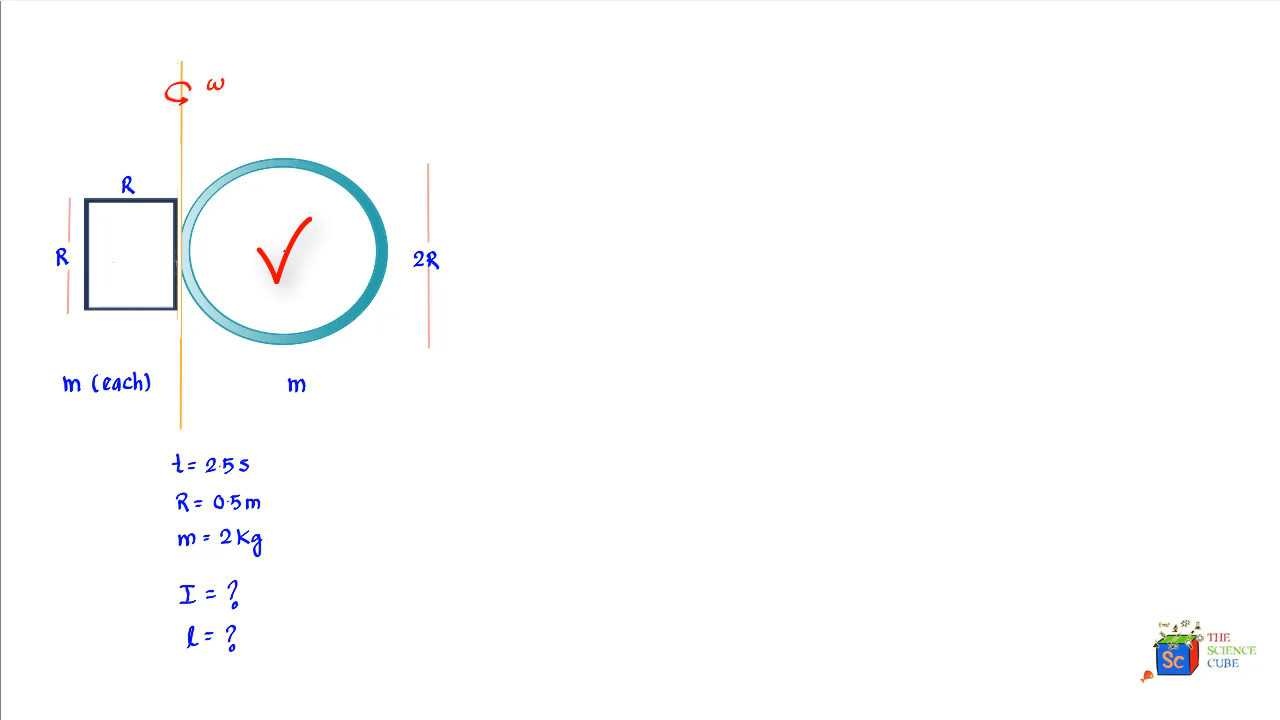 ω
R
R
2R
m (each)
m
t = 2.5 s
R = 0.5 m
m = 2 Kg
I = ?
l = ?
Sc
THE
SCIENCE
CUBE